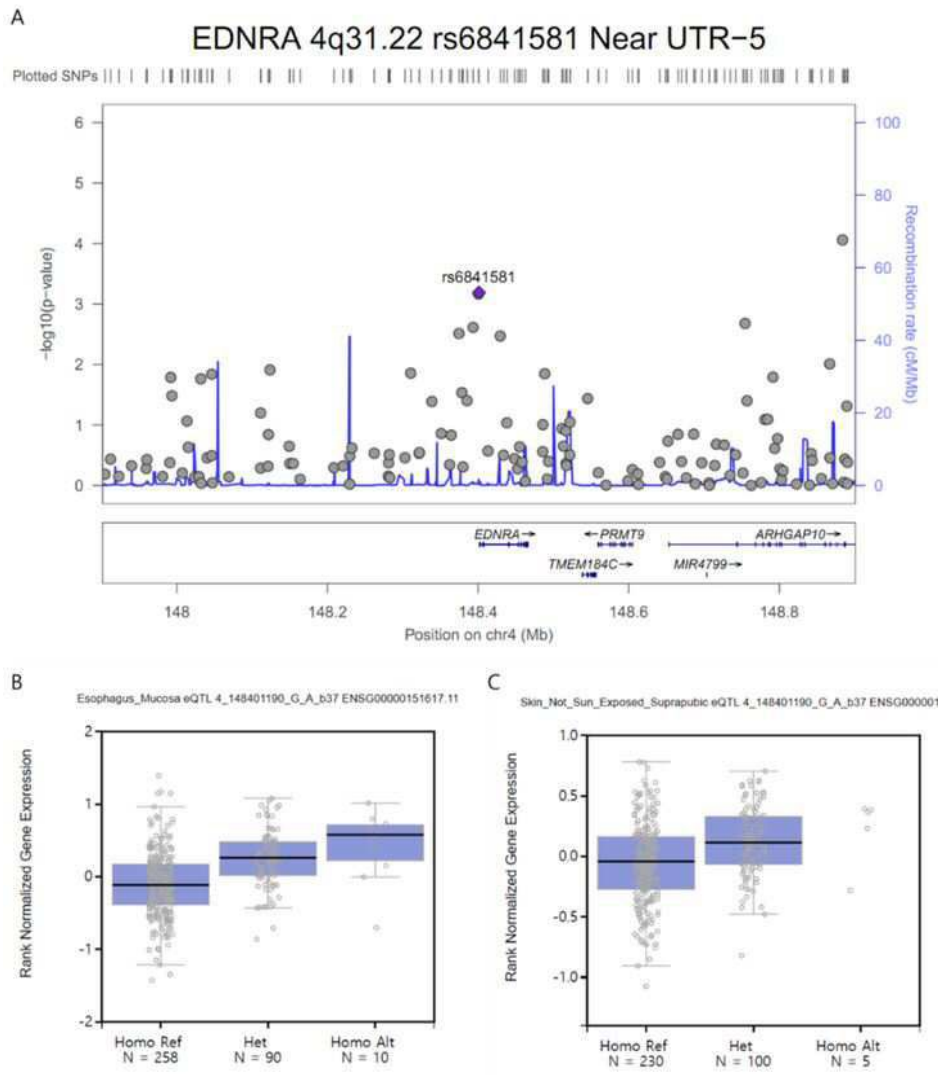 A
EDNRA 4q31.22 rs6841581 Near UTR−5
Plotted SNPs
6
5
4
3
2
1
0
−log10(p−value)
100
80
60
40
20
0
Recombination rate (cM/Mb)
rs6841581
EDNRA→
←PRMT9
ARHGAP10→
TMEM184C→
MIR4799→
148
148.2
148.4
148.6
148.8
Position on chr4 (Mb)
B
Esophagus_Mucosa eQTL 4_148401190_G_A_b37 ENSG00000151617.11
Rank Normalized Gene Expression
2
1
0
-1
-2
Homo Ref
N = 258
Het
N = 90
Homo Alt
N = 10
C
Skin_Not_Sun_Exposed_Suprapubic eQTL 4_148401190_G_A_b37 ENSG000001
Rank Normalized Gene Expression
1.0
0.5
0.0
-0.5
-1.0
Homo Ref
N = 230
Het
N = 100
Homo Alt
N = 5